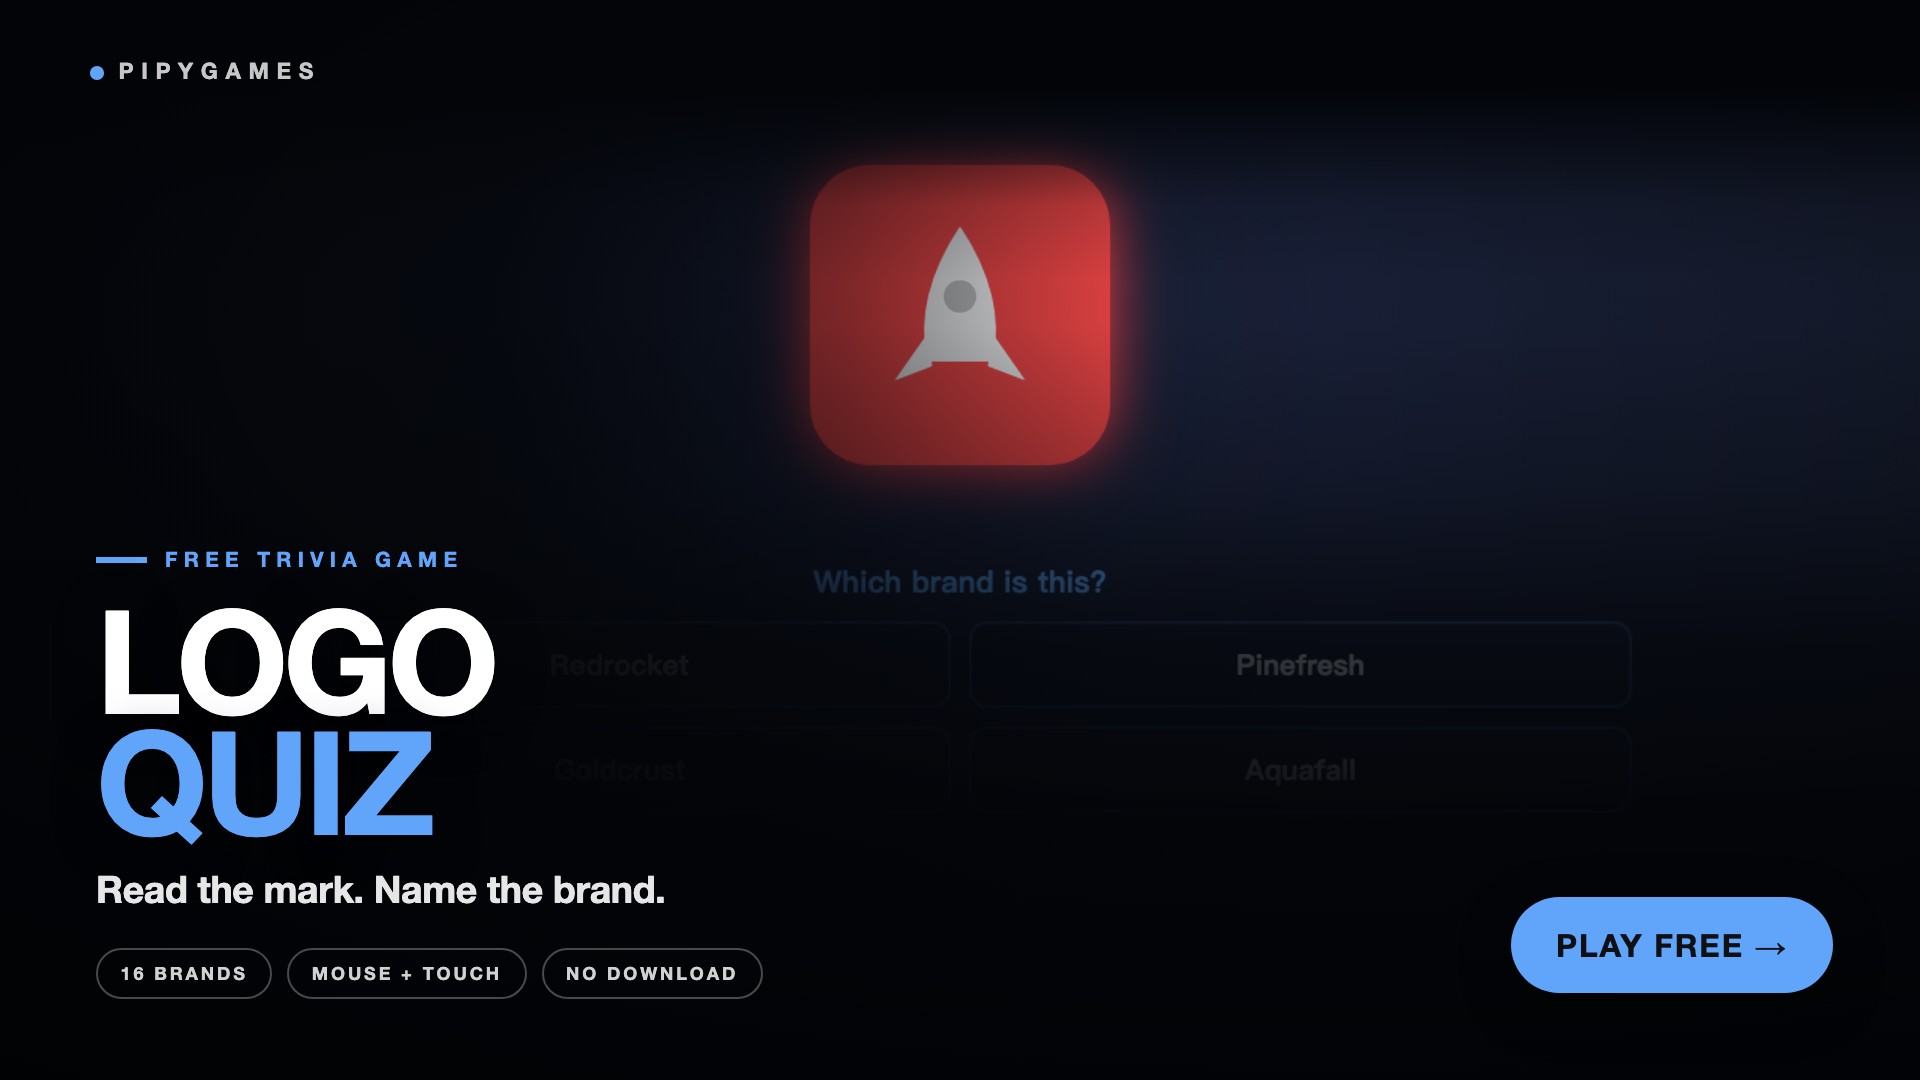 PIPYGAMES
Which brand is this?
Redrocket
Pinefresh
Goldcrust
Aquafall
FREE TRIVIA GAME
LOGO
QUIZ
Read the mark. Name the brand.
16 BRANDS
MOUSE + TOUCH
NO DOWNLOAD
PLAY FREE →